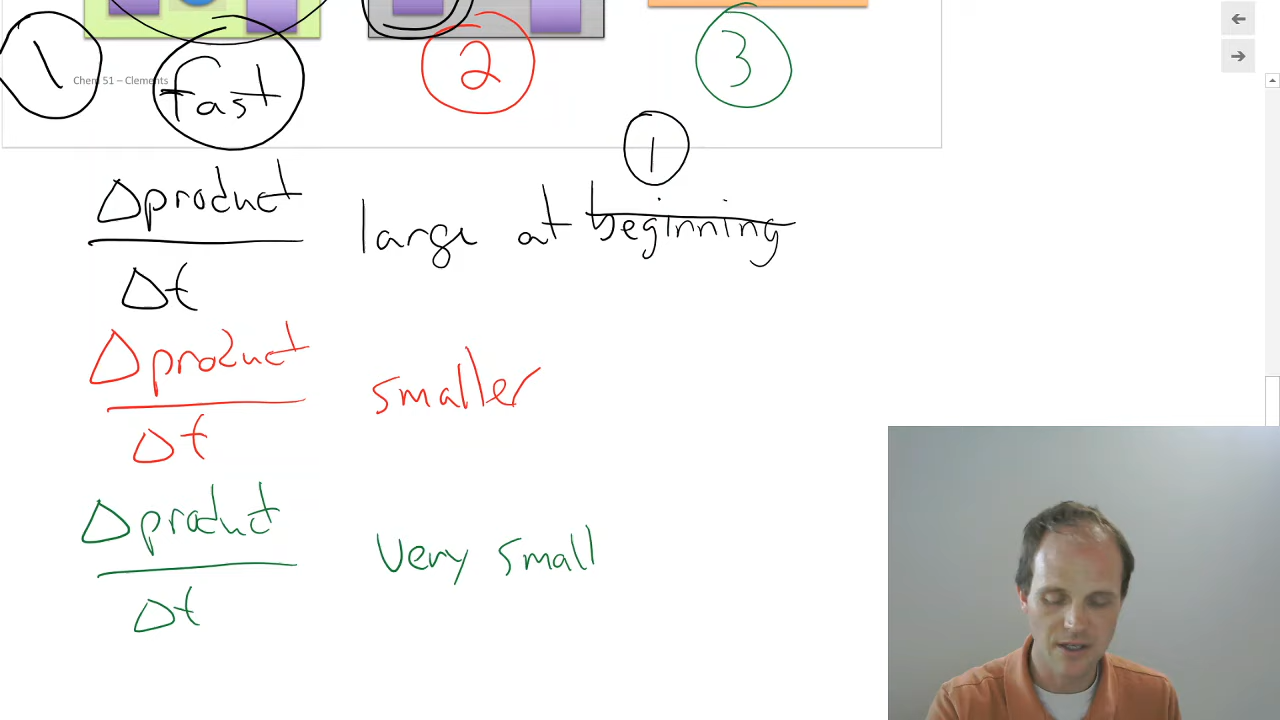 1
2
3
Chem 51 – Clements
fast
1
Δproduct
Δt
large at beginning
Δproduct
Δt
smaller
Δproduct
Δt
very small